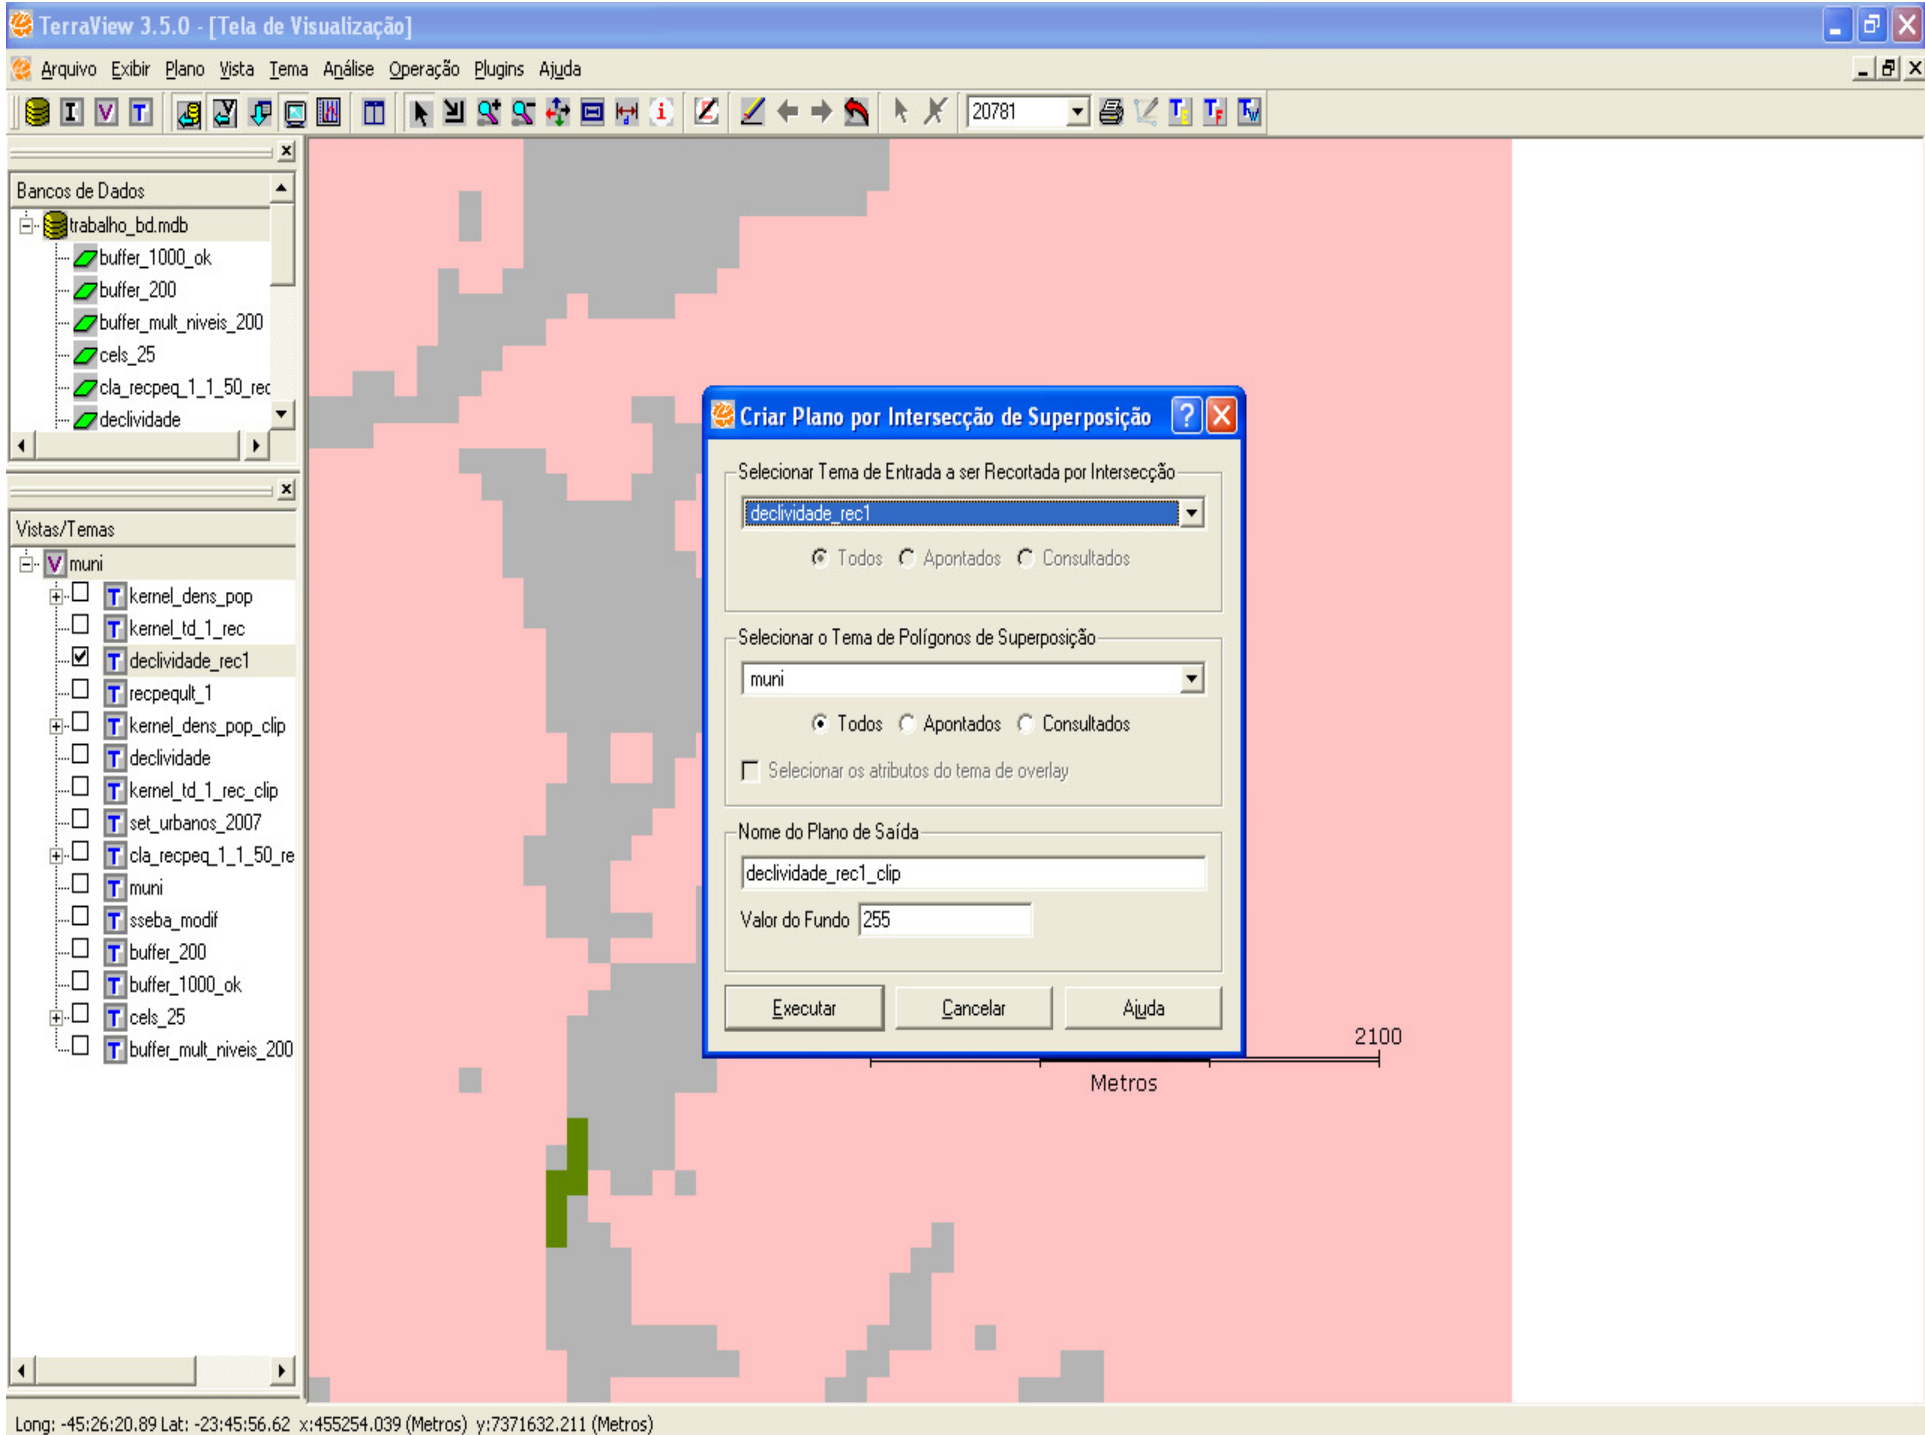 TerraView 3.5.0 - [Tela de Visualização]
Arquivo Exibir Plano Vista Tema Análise Operação Plugins Ajuda
20781
Bancos de Dados
trabalho_bd.mdb
buffer_1000_ok
buffer_200
buffer_mult_niveis_200
cels_25
cla_recpeq_1_1_50_rec
declividade
Vistas/Temas
muni
kernel_dens_pop
kernel_td_1_rec
declividade_rec1
recpeqult_1
kernel_dens_pop_clip
declividade
kernel_td_1_rec_clip
set_urbanos_2007
cla_recpeq_1_1_50_re
muni
sseba_modif
buffer_200
buffer_1000_ok
cels_25
buffer_mult_niveis_200
Criar Plano por Intersecção de Superposição
Selecionar Tema de Entrada a ser Recortada por Intersecção
declividade_rec1
Todos Apontados Consultados
Selecionar o Tema de Polígonos de Superposição
muni
Todos Apontados Consultados
Selecionar os atributos do tema de overlay
Nome do Plano de Saída
declividade_rec1_clip
Valor do Fundo 255
Executar Cancelar Ajuda
2100
Metros
Long: -45:26:20.89 Lat: -23:45:56.62 x:455254.039 (Metros) y:7371632.211 (Metros)